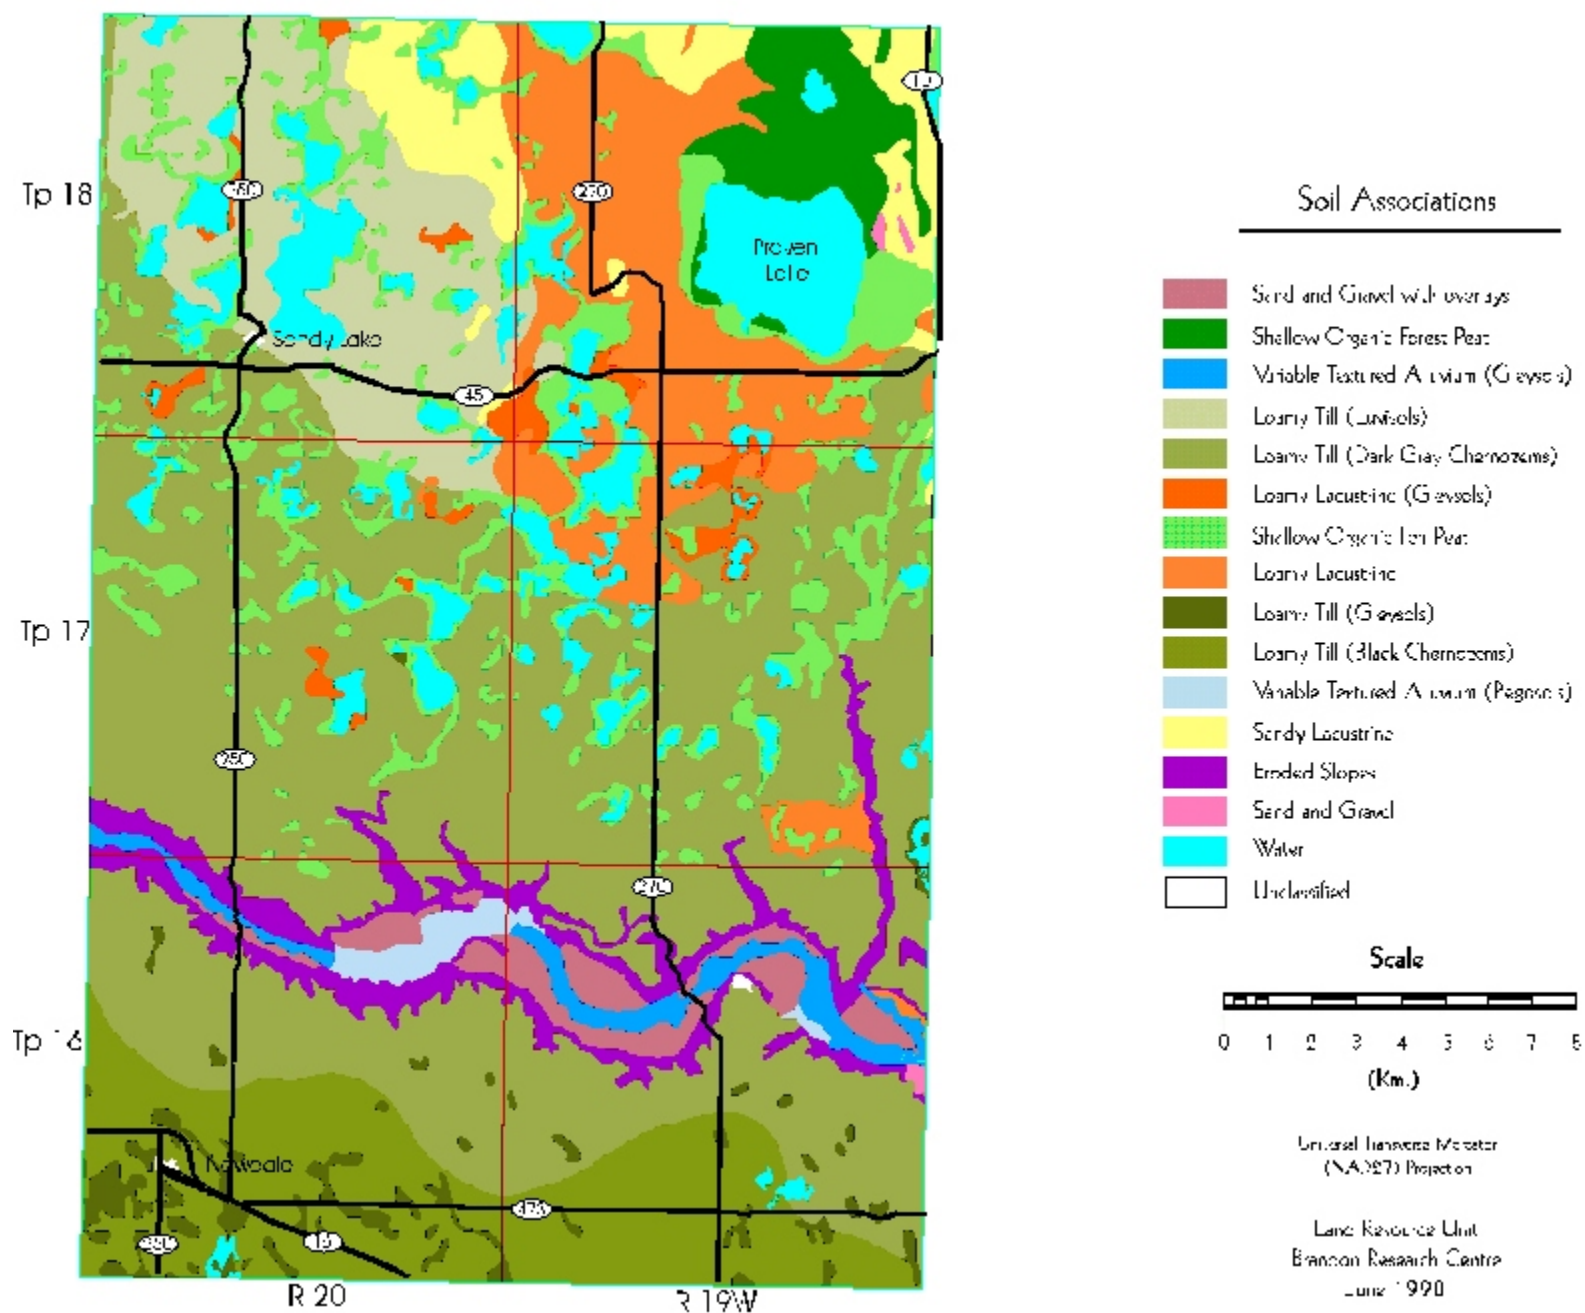 Tp 18
Tp 17
Tp 16
Proven
Lake
Sandy Lake
45
250
270
Newdale
R 20
R 19W
Soil Associations
Sand and Gravel with overlays
Shallow Organic Forest Peat
Variable Textured Alluvium (Gleysols)
Loamy Till (Luvisols)
Loamy Till (Dark Gray Chernozems)
Loamy Lacustrine (Gleysols)
Shallow Organic Fen Peat
Loamy Lacustrine
Loamy Till (Gleysols)
Loamy Till (Black Chernozems)
Variable Textured Alluvium (Regosols)
Sandy Lacustrine
Eroded Slopes
Sand and Gravel
Water
Unclassified
Scale
0 1 2 3 4 5 6 7 8
(Km.)
Universal Transverse Mercator
(NAD27) Projection
Land Resource Unit
Brandon Research Centre
June 1998